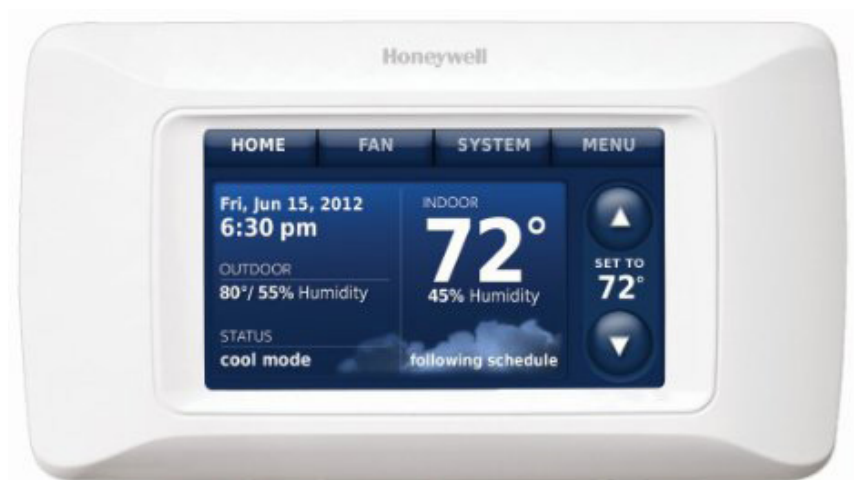 Honeywell
HOME FAN SYSTEM MENU
Fri, Jun 15, 2012
6:30 pm
OUTDOOR
80°/ 55% Humidity
STATUS
cool mode
INDOOR
72°
45% Humidity
following schedule
SET TO
72°